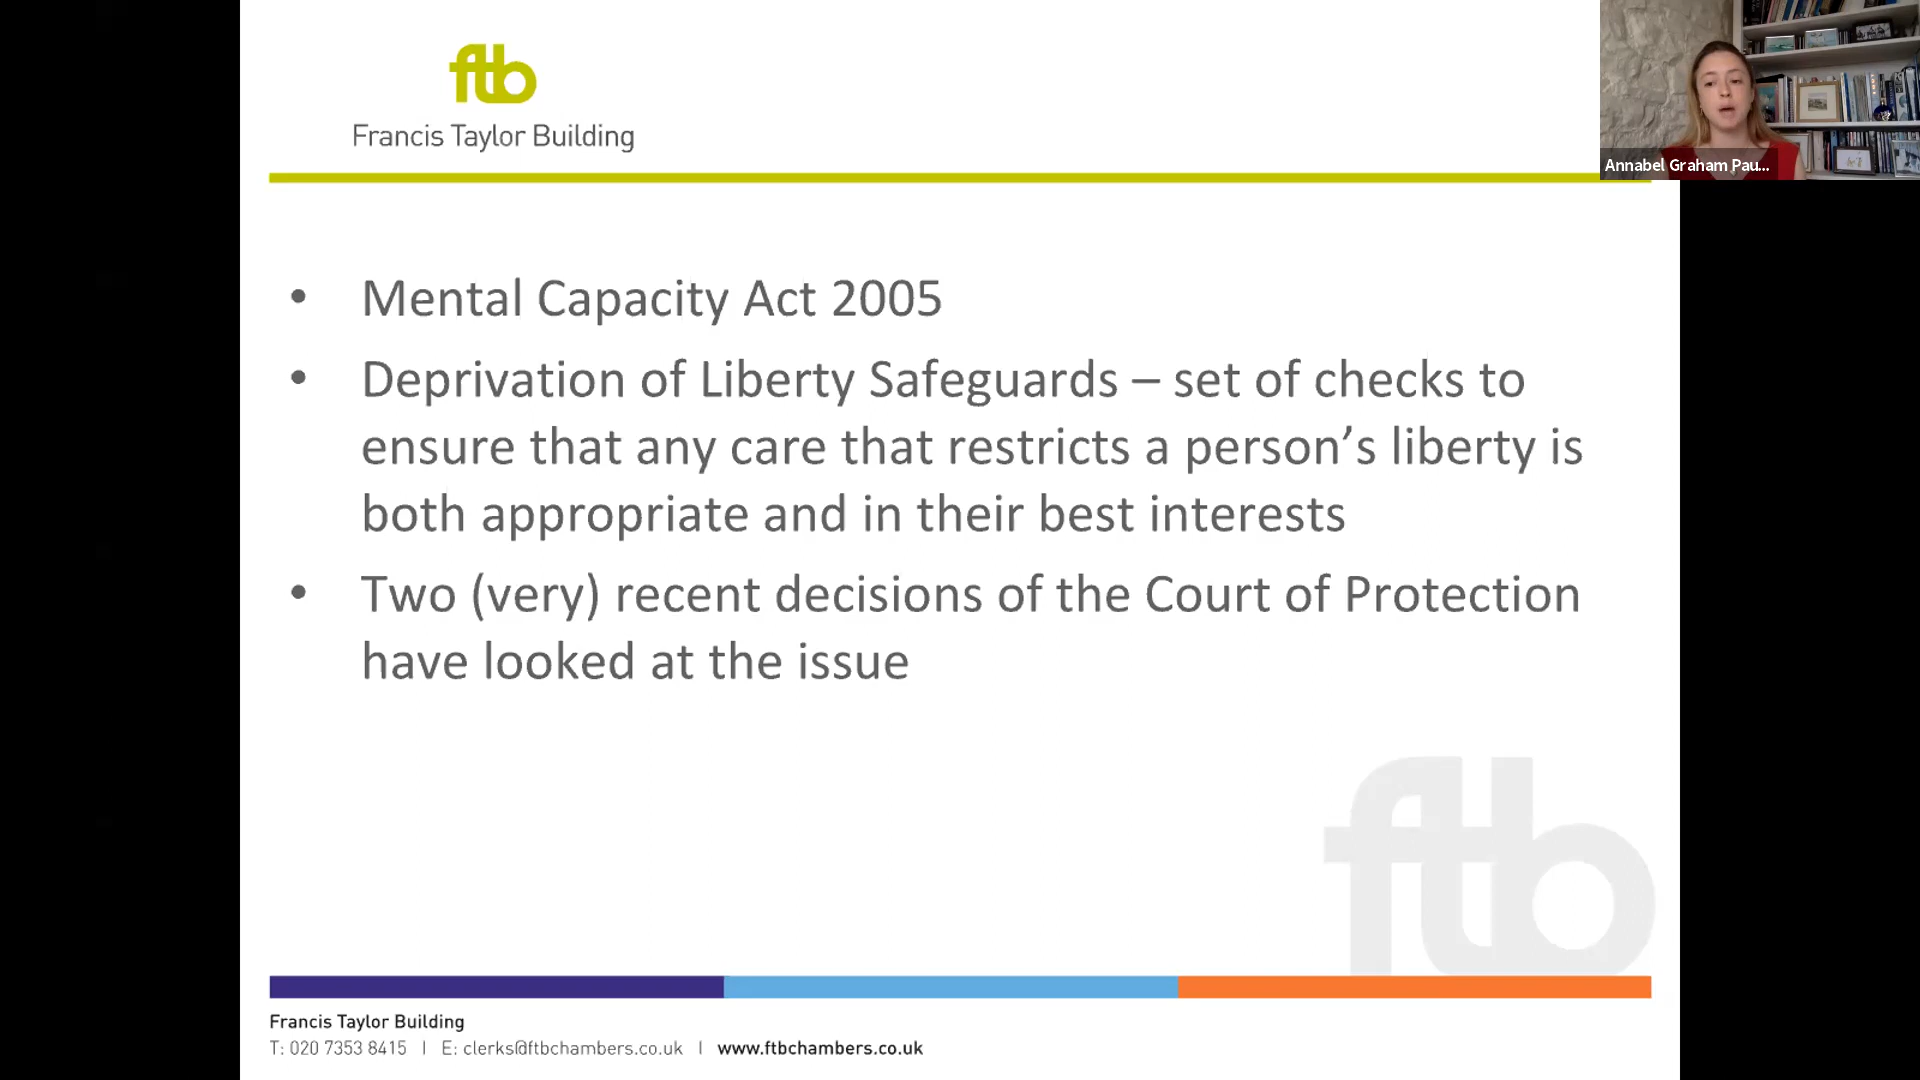 ftb
Francis Taylor Building
Annabel Graham Pau...
• Mental Capacity Act 2005
• Deprivation of Liberty Safeguards – set of checks to
ensure that any care that restricts a person’s liberty is
both appropriate and in their best interests
• Two (very) recent decisions of the Court of Protection
have looked at the issue
ftb
Francis Taylor Building
T: 020 7353 8415 | E: clerks@ftbchambers.co.uk | www.ftbchambers.co.uk